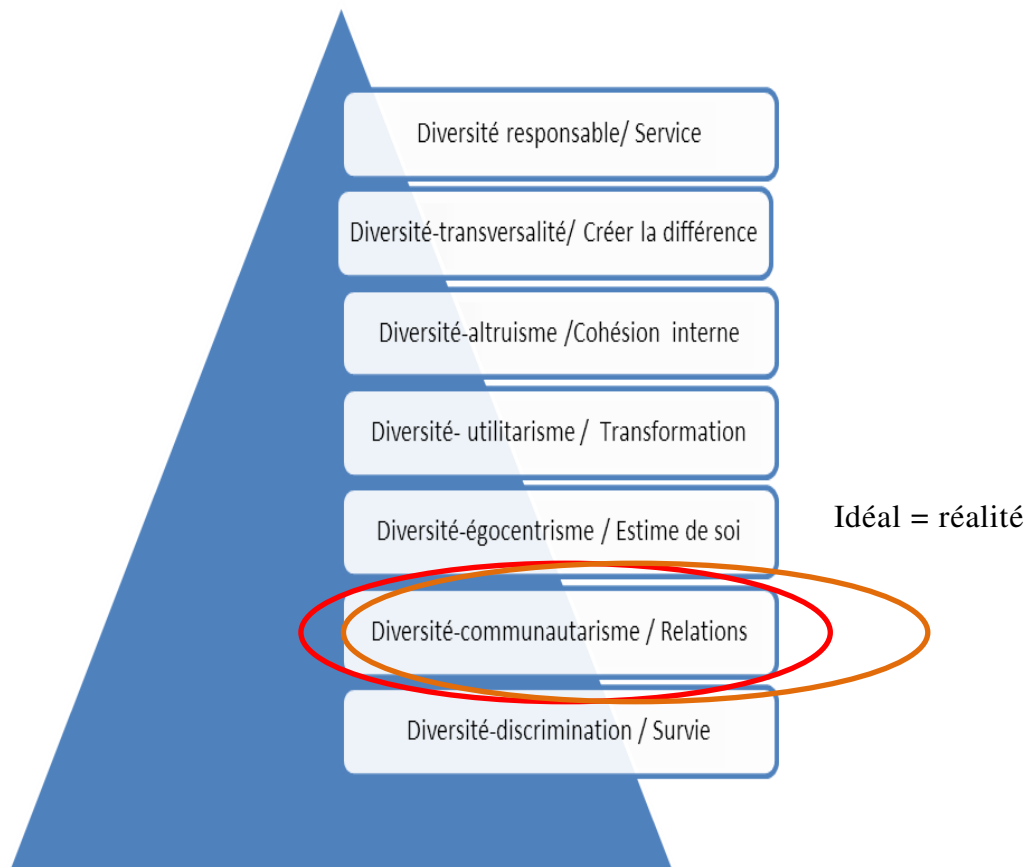 Diversité responsable/ Service
Diversité-transversalité/ Créer la différence
Diversité-altruisme /Cohésion interne
Diversité- utilitarisme / Transformation
Diversité-égocentrisme / Estime de soi
Idéal = réalité
Diversité-communautarisme / Relations
Diversité-discrimination / Survie